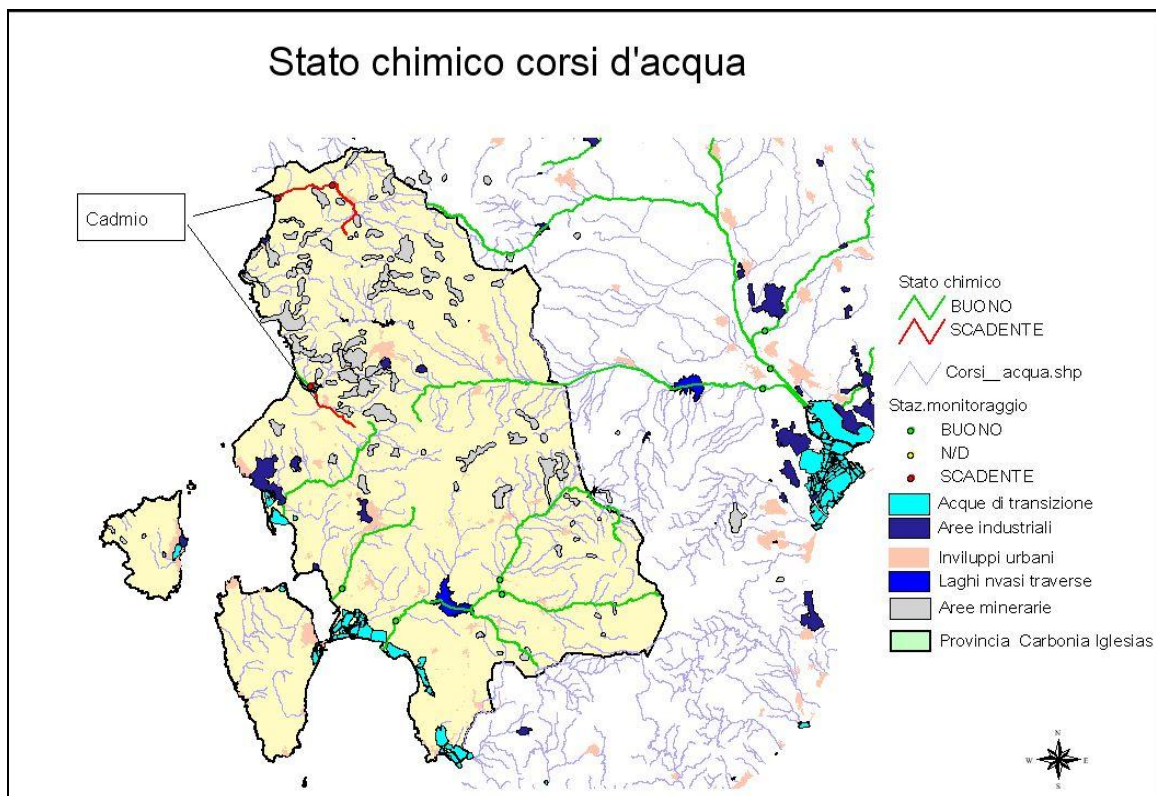 Stato chimico corsi d'acqua
Cadmio
Stato chimico
BUONO
SCADENTE
Corsi_acqua.shp
Staz.monitoraggio
BUONO
N/D
SCADENTE
Acque di transizione
Aree industriali
Inviluppi urbani
Laghi nvasi traverse
Aree minerarie
Provincia Carbonia Iglesias
N
W E
S